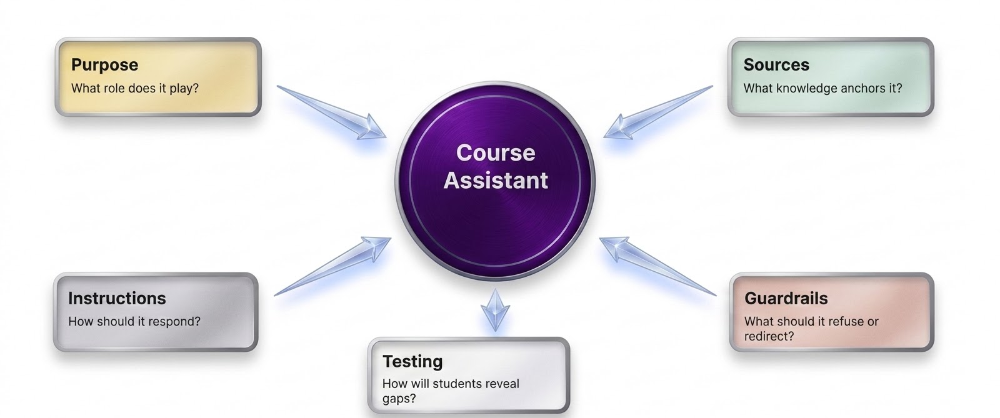 Purpose
What role does it play?
Sources
What knowledge anchors it?
Course
Assistant
Instructions
How should it respond?
Guardrails
What should it refuse or
redirect?
Testing
How will students reveal
gaps?